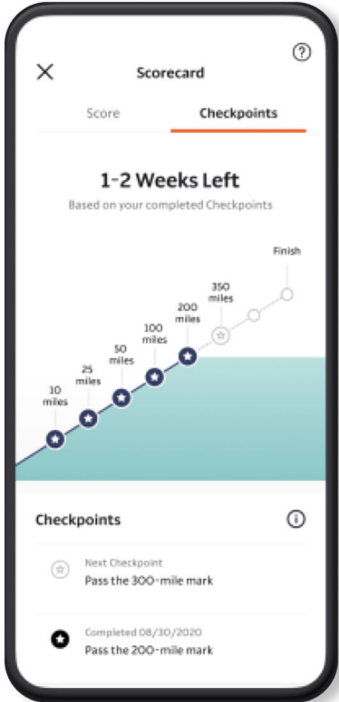 ?
Scorecard
Score
Checkpoints
1-2 Weeks Left
Based on your completed Checkpoints
Finish
350
miles
200
miles
100
miles
50
miles
25
miles
10
miles
Checkpoints
i
Next Checkpoint
Pass the 300-mile mark
Completed 08/30/2020
Pass the 200-mile mark